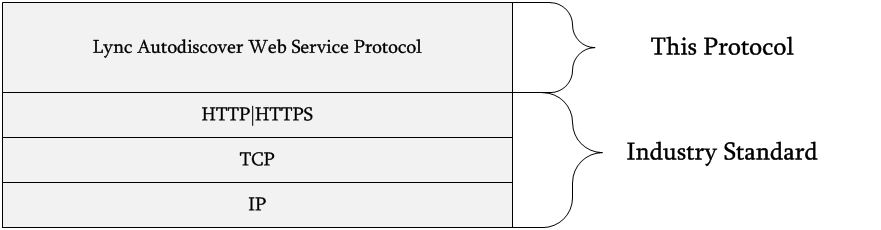 Lync Autodiscover Web Service Protocol
This Protocol
HTTP|HTTPS
TCP
Industry Standard
IP